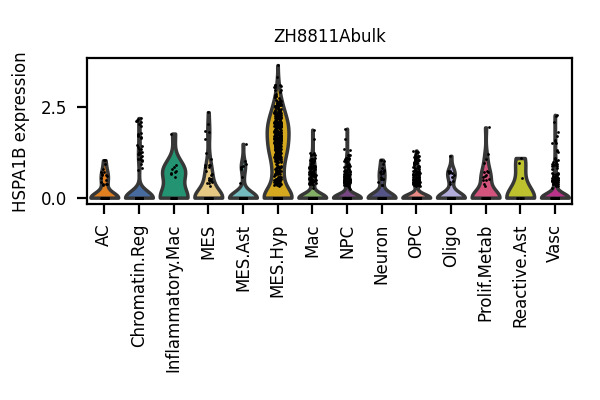 ZH8811Abulk
HSPA1B expression
2.5
0.0
AC
Chromatin.Reg
Inflammatory.Mac
MES
MES.Ast
MES.Hyp
Mac
NPC
Neuron
OPC
Oligo
Prolif.Metab
Reactive.Ast
Vasc